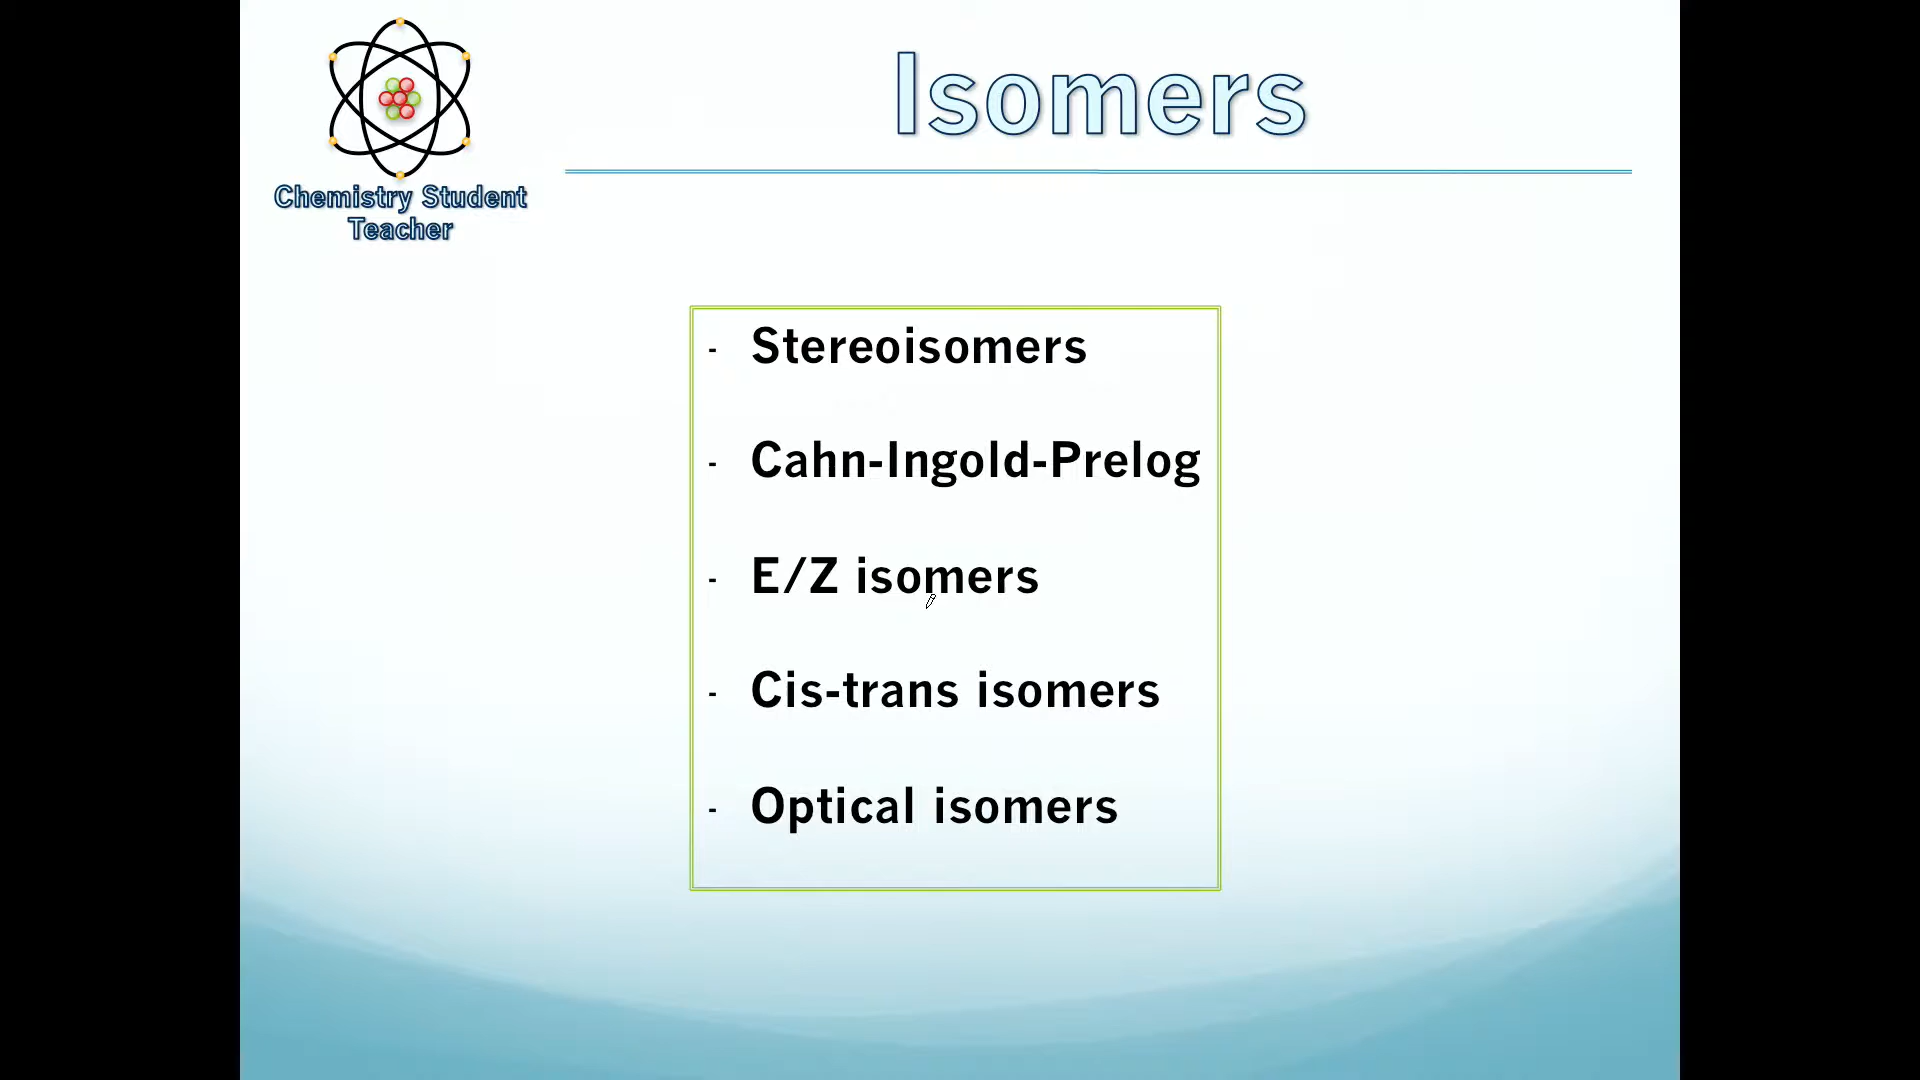 Isomers
Chemistry Student
Teacher
- Stereoisomers
- Cahn-Ingold-Prelog
- E/Z isomers
- Cis-trans isomers
- Optical isomers